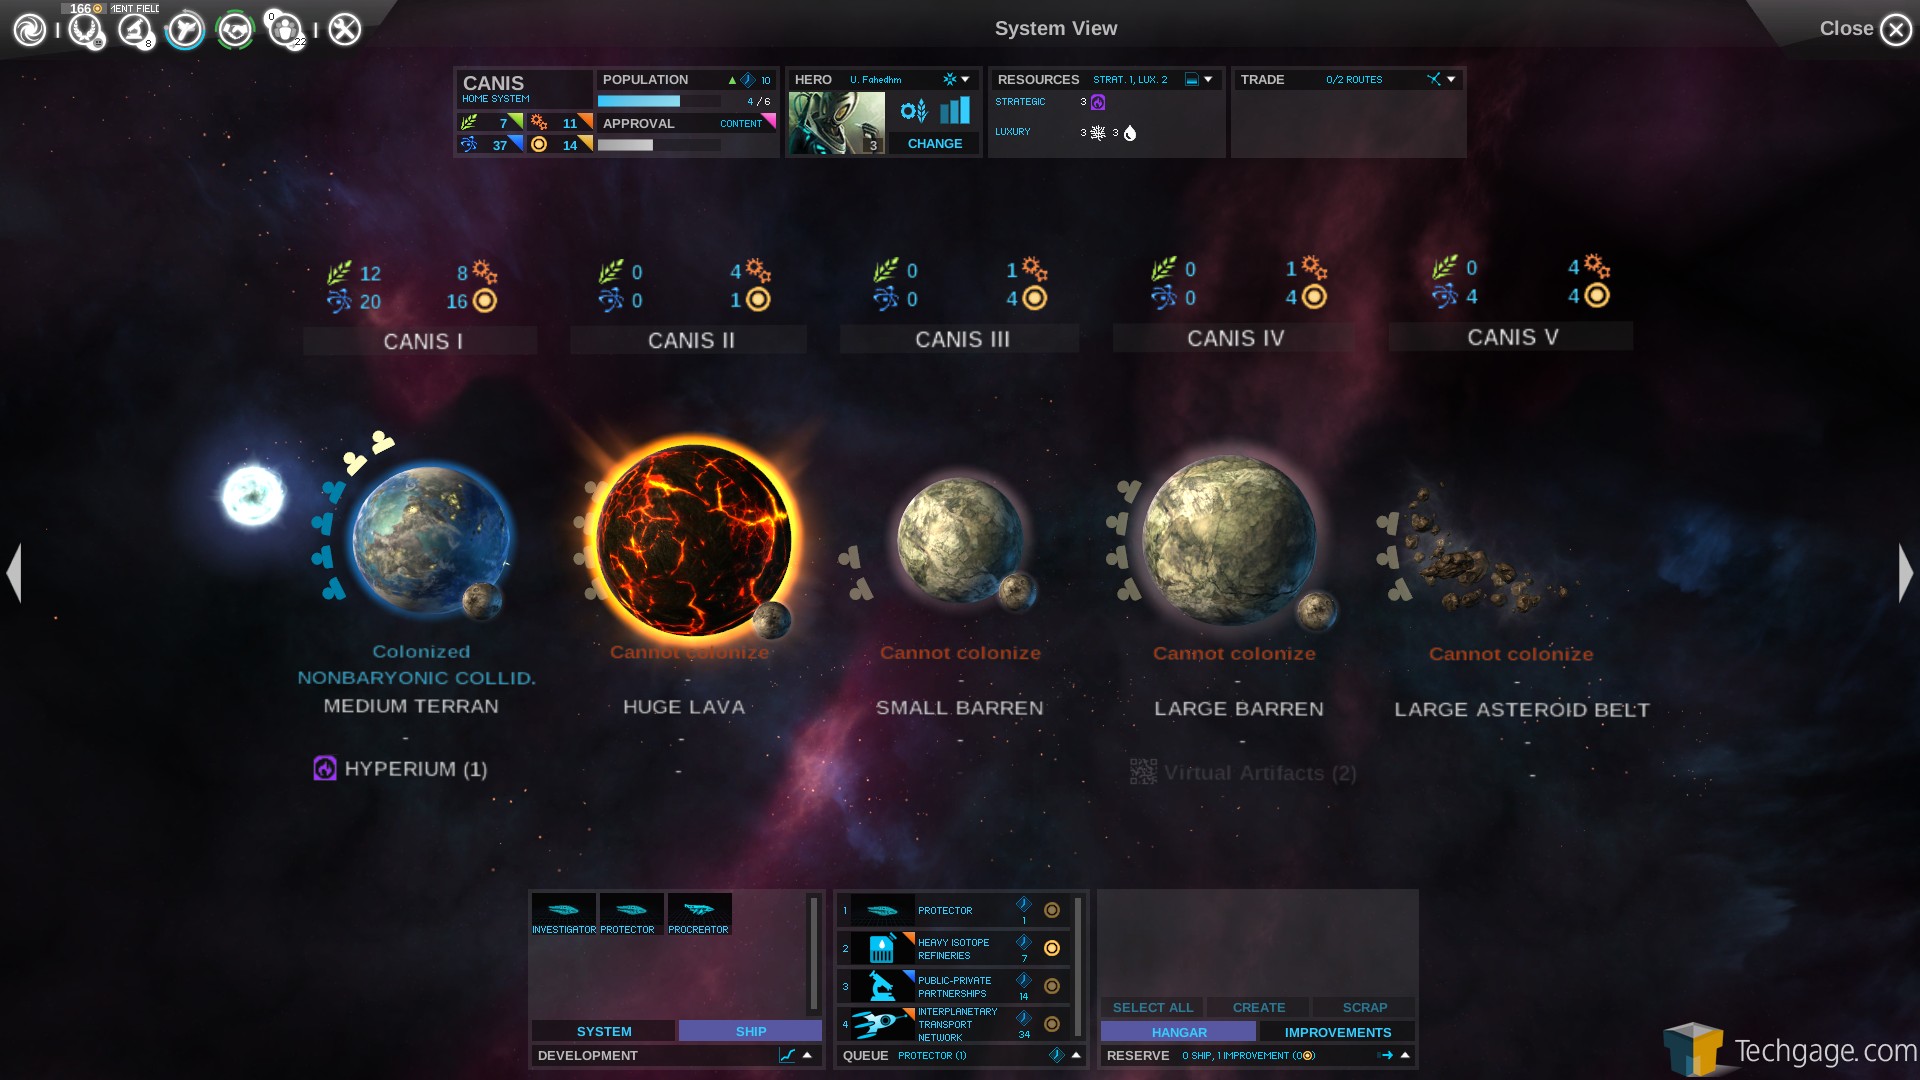 166
MENT FIELD
0
8
22
System View
Close
CANIS
HOME SYSTEM
7 11
37 14
POPULATION 10
4 / 6
APPROVAL CONTENT
HERO U. Fahedhm
3
CHANGE
RESOURCES STRAT. 1, LUX. 2
STRATEGIC 3
LUXURY 3 3
TRADE 0/2 ROUTES
12 8
20 16
CANIS I
0 4
0 1
CANIS II
0 1
0 4
CANIS III
0 1
0 4
CANIS IV
0 4
4 4
CANIS V
Colonized
NONBARYONIC COLLID.
MEDIUM TERRAN
-
HYPERIUM (1)
Cannot colonize
-
HUGE LAVA
-
-
Cannot colonize
-
SMALL BARREN
-
Cannot colonize
-
LARGE BARREN
-
Virtual Artifacts (2)
Cannot colonize
-
LARGE ASTEROID BELT
-
-
INVESTIGATOR PROTECTOR PROCREATOR
SYSTEM SHIP
DEVELOPMENT
1 PROTECTOR 1
2 HEAVY ISOTOPE
REFINERIES 7
3 PUBLIC-PRIVATE
PARTNERSHIPS 14
4 INTERPLANETARY
TRANSPORT
NETWORK 34
QUEUE PROTECTOR (1)
SELECT ALL CREATE SCRAP
HANGAR IMPROVEMENTS
RESERVE 0 SHIP, 1 IMPROVEMENT (0)
Techgage.com